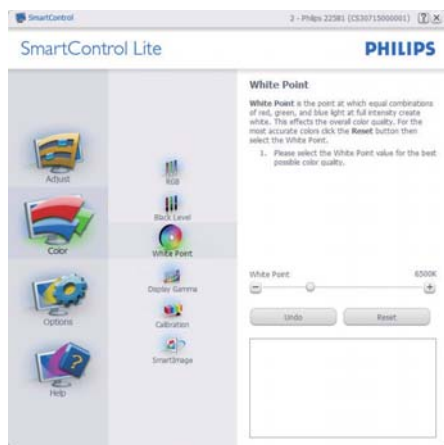 SmartControl
2 - Philips 225B1 (CS30715000001)
SmartControl Lite
PHILIPS
Adjust
Color
Options
Help
RGB
Black Level
White Point
Display Gamma
Calibration
SmartImage
White Point
White Point is the point at which equal combinations
of red, green, and blue light at full intensity create
white. This effects the overall color quality. For the
most accurate colors click the Reset button then
select the White Point.
1. Please select the White Point value for the best
possible color quality.
White Point 6500K
Undo Reset